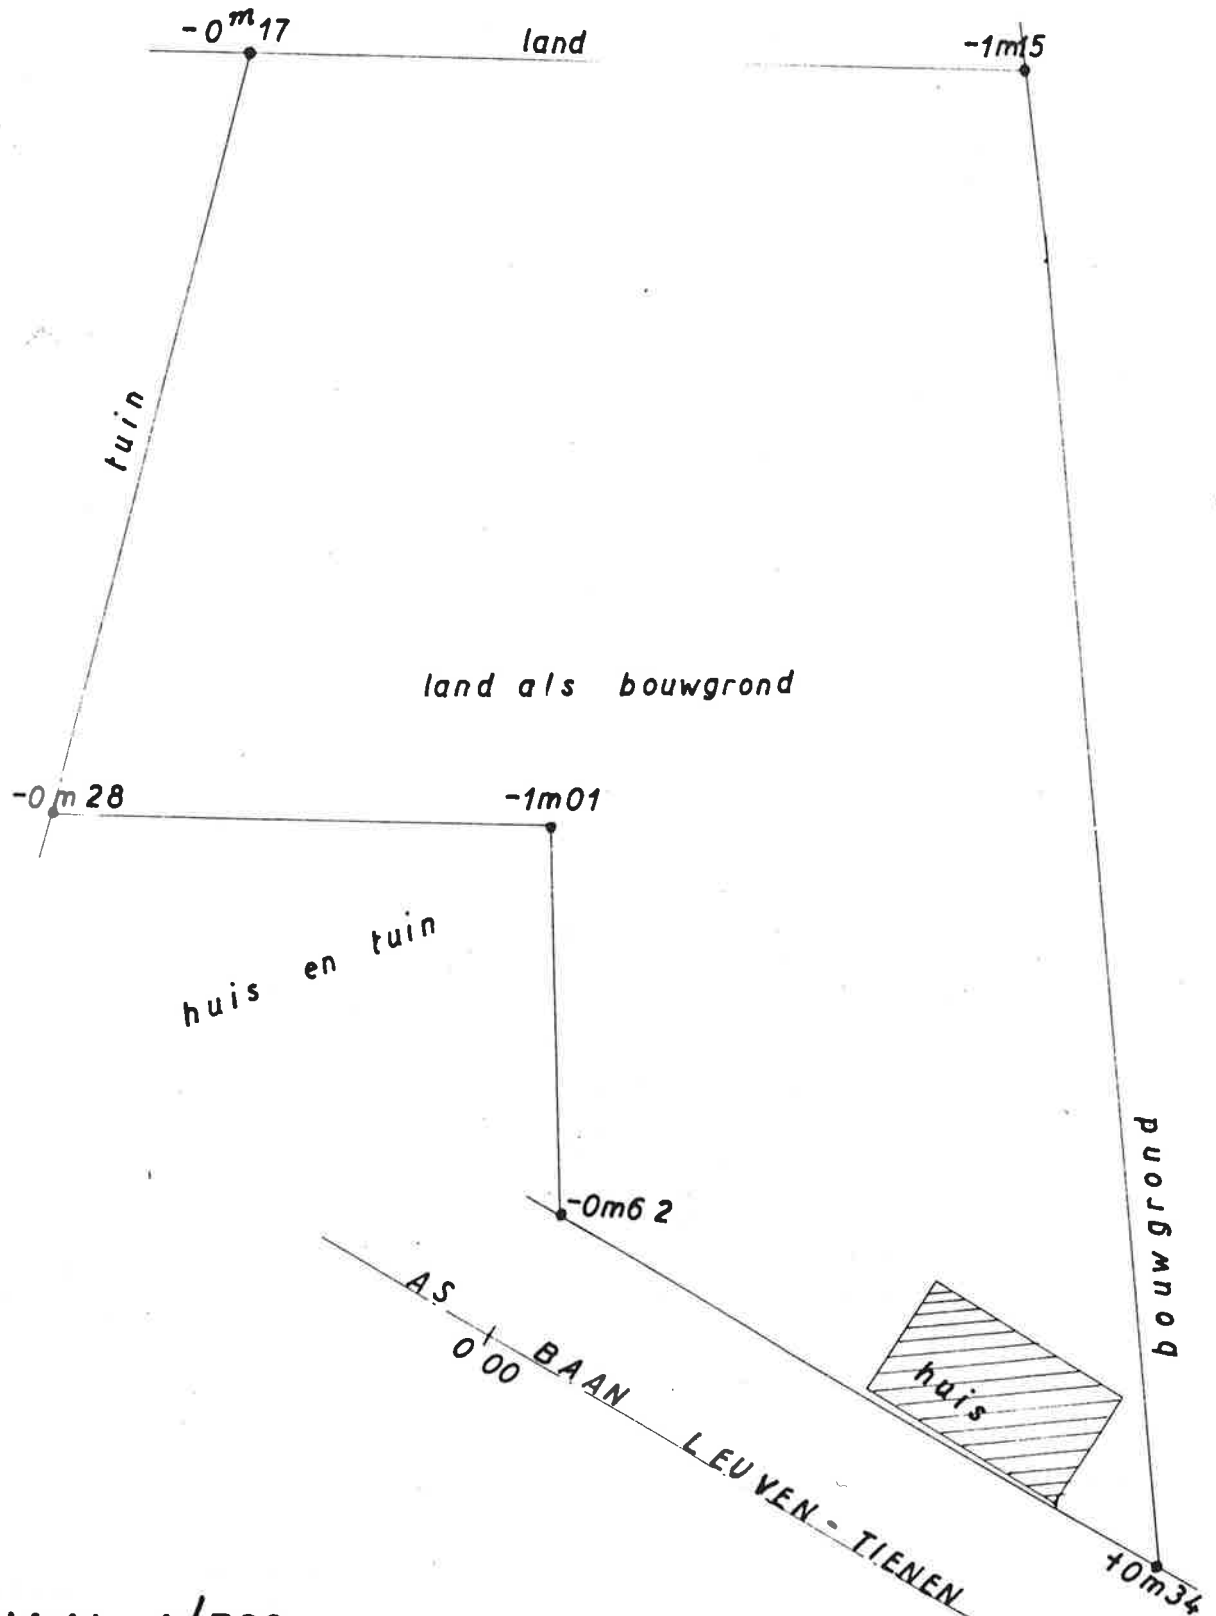 -0m17
land
-1m15
tuin
land als bouwgrond
-0m28
-1m01
huis en tuin
bouwgrond
-0m62
AS BAAN LEUVEN-TIENEN
0 00
huis
+0m34